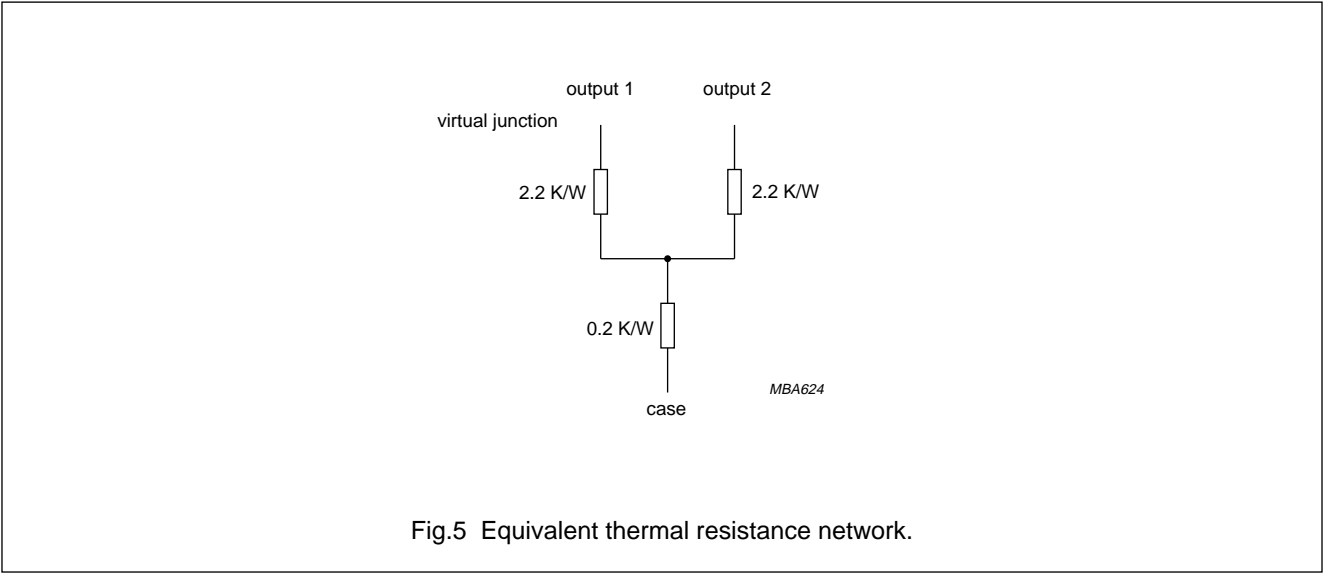 output 1
output 2
virtual junction
2.2 K/W
2.2 K/W
0.2 K/W
MBA624
case
Fig.5 Equivalent thermal resistance network.